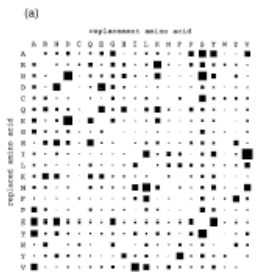 (a)
replacement amino acid
A R N D C Q E G H I L K M F P S T W Y V
replaced amino acid
A
R
N
D
C
Q
E
G
H
I
L
K
M
F
P
S
T
W
Y
V